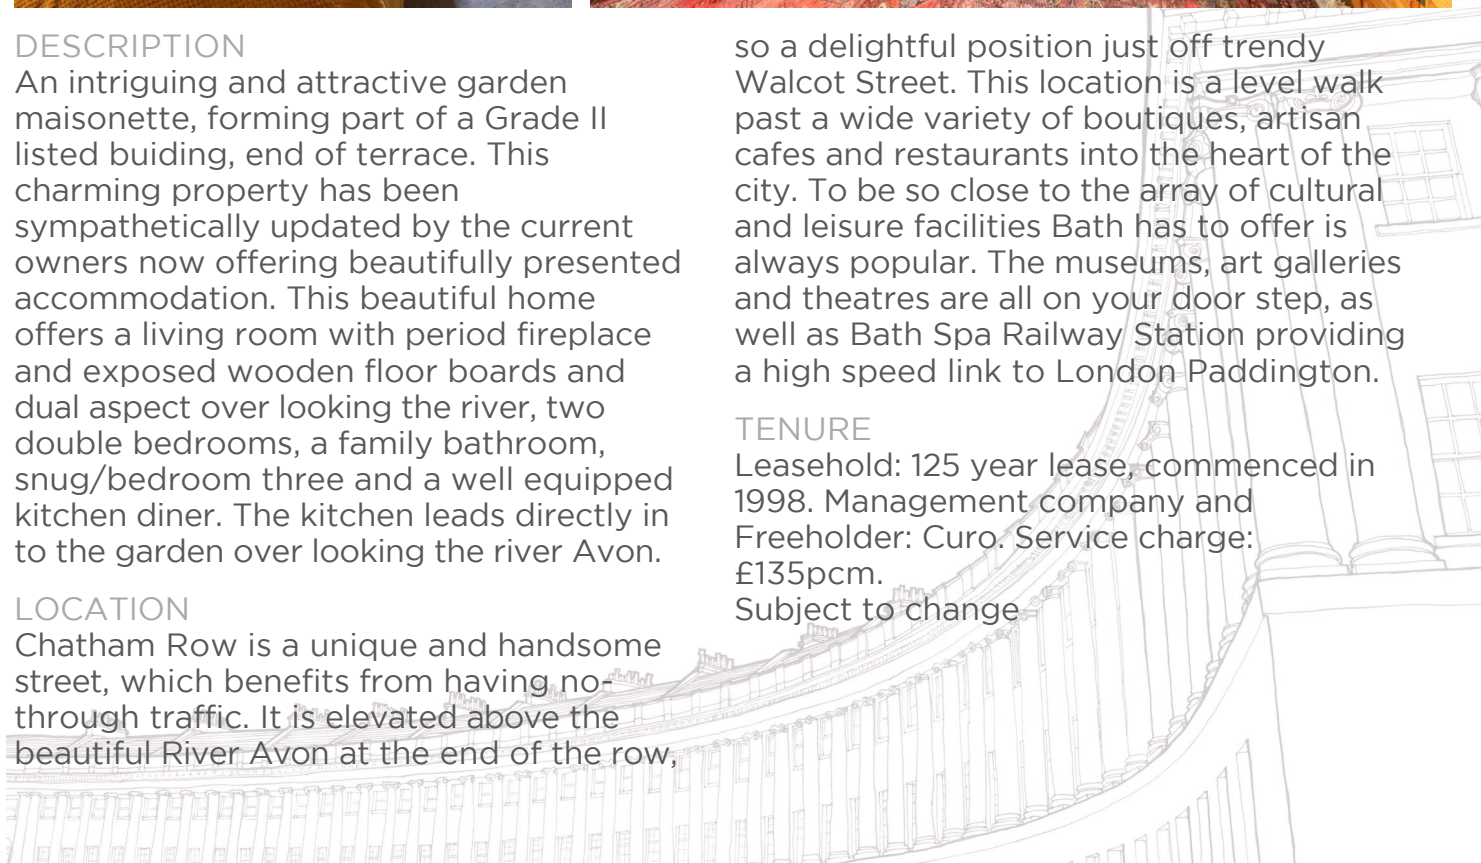 DESCRIPTION
An intriguing and attractive garden
maisonette, forming part of a Grade II
listed buiding, end of terrace. This
charming property has been
sympathetically updated by the current
owners now offering beautifully presented
accommodation. This beautiful home
offers a living room with period fireplace
and exposed wooden floor boards and
dual aspect over looking the river, two
double bedrooms, a family bathroom,
snug/bedroom three and a well equipped
kitchen diner. The kitchen leads directly in
to the garden over looking the river Avon.
LOCATION
Chatham Row is a unique and handsome
street, which benefits from having no-
through traffic. It is elevated above the
beautiful River Avon at the end of the row,
so a delightful position just off trendy
Walcot Street. This location is a level walk
past a wide variety of boutiques, artisan
cafes and restaurants into the heart of the
city. To be so close to the array of cultural
and leisure facilities Bath has to offer is
always popular. The museums, art galleries
and theatres are all on your door step, as
well as Bath Spa Railway Station providing
a high speed link to London Paddington.
TENURE
Leasehold: 125 year lease, commenced in
1998. Management company and
Freeholder: Curo. Service charge:
£135pcm.
Subject to change